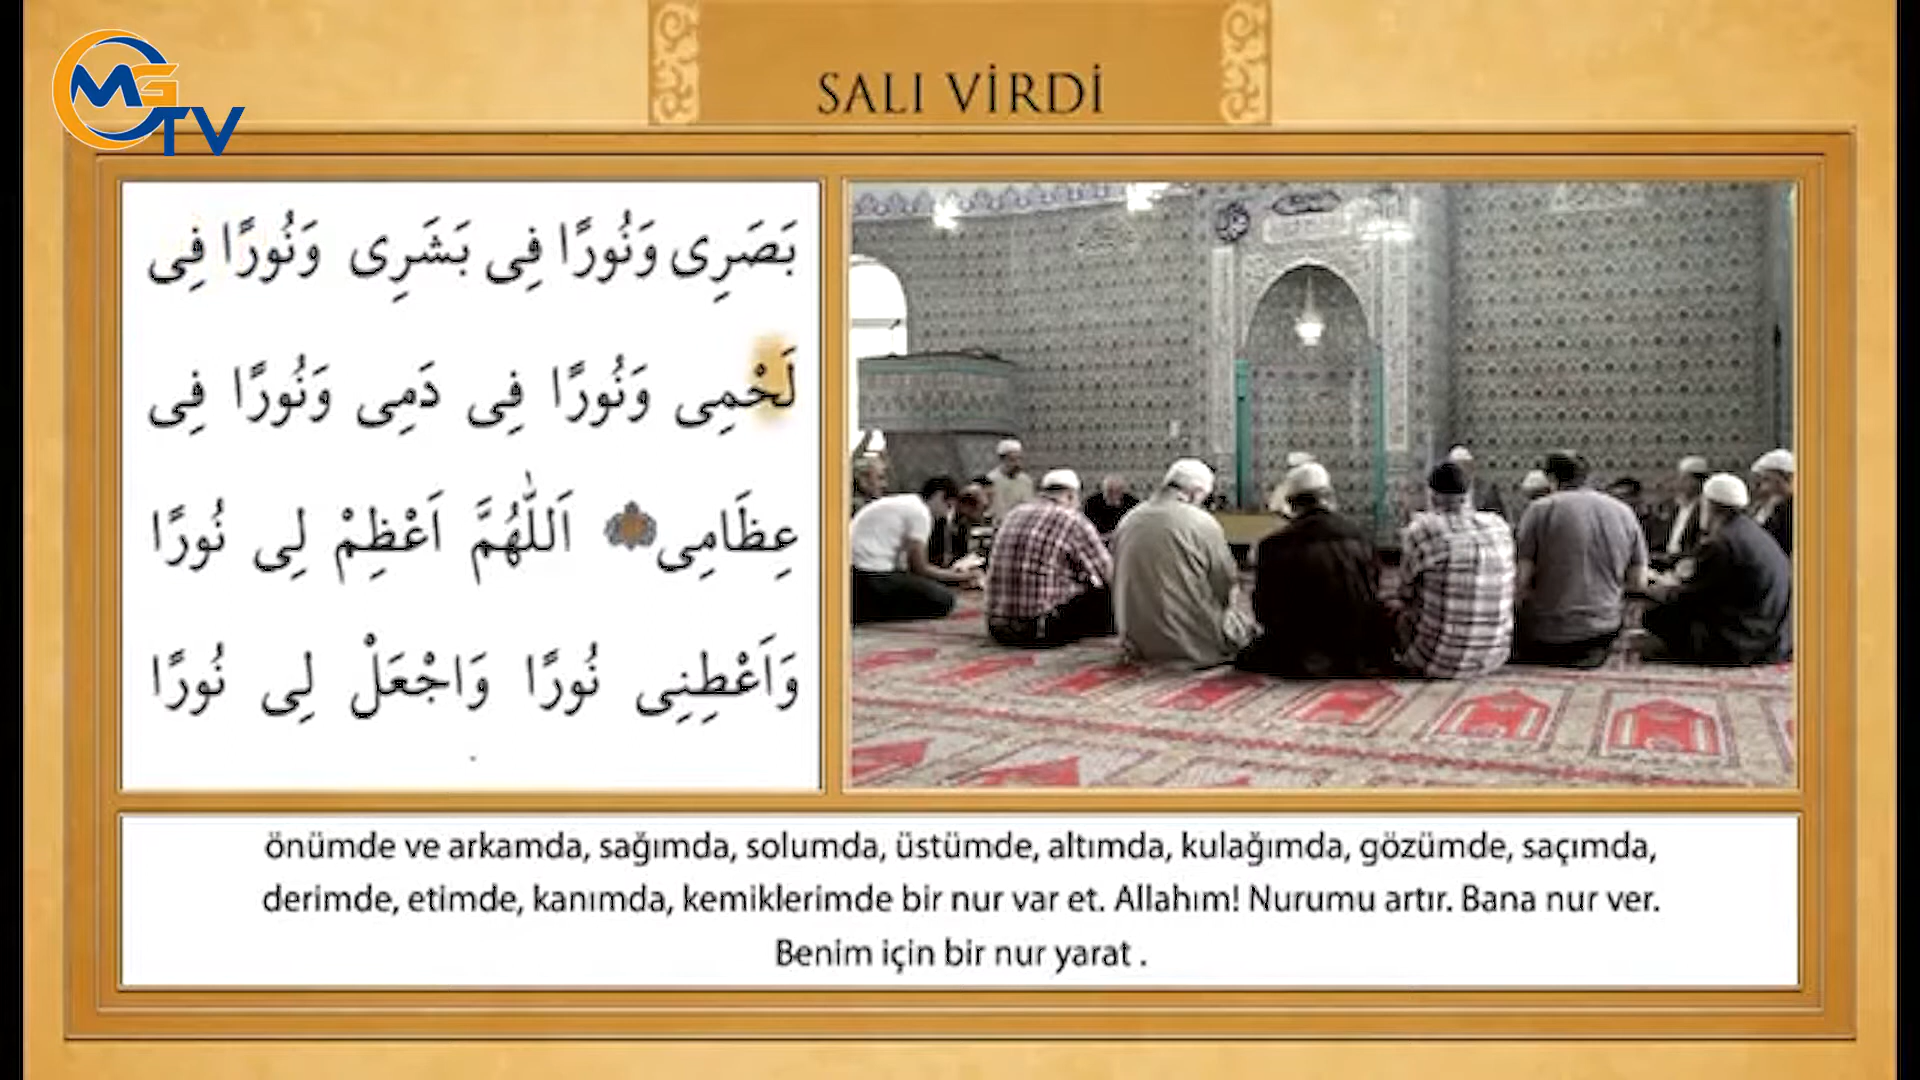 MG TV
SALI VİRDİ
بَصَرِى وَنُورًا فِى بَشَرِى وَنُورًا فِى
لَحْمِى وَنُورًا فِى دَمِى وَنُورًا فِى
عِظَامِى ۞ اَللّٰهُمَّ اَعْظِمْ لِى نُورًا
وَاَعْطِنِى نُورًا وَاجْعَلْ لِى نُورًا
önümde ve arkamda, sağımda, solumda, üstümde, altımda, kulağımda, gözümde, saçımda,
derimde, etimde, kanımda, kemiklerimde bir nur var et. Allahım! Nurumu artır. Bana nur ver.
Benim için bir nur yarat .